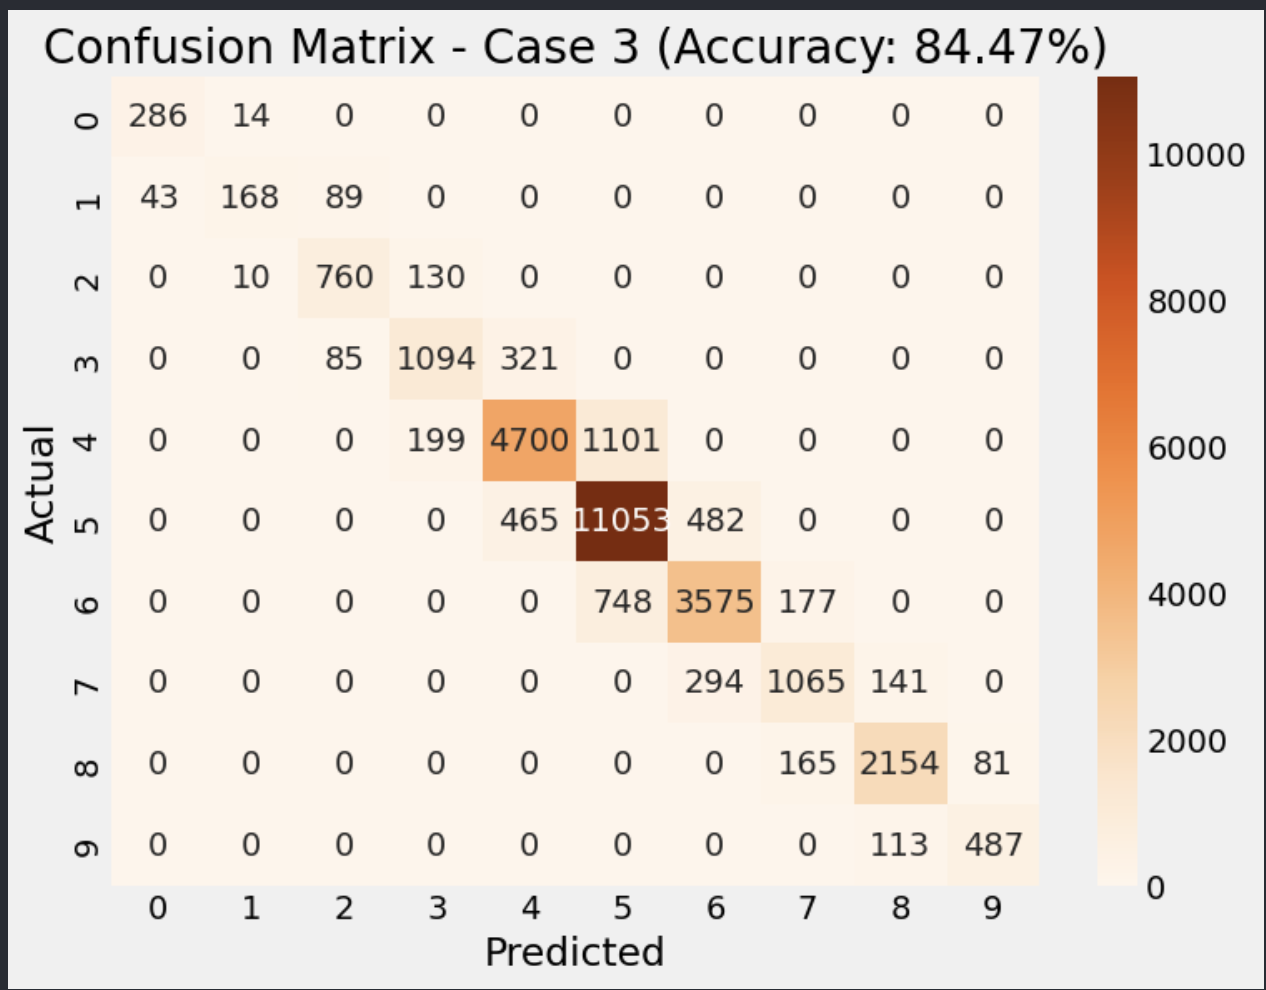 Confusion Matrix - Case 3 (Accuracy: 84.47%)
0 286 14 0 0 0 0 0 0 0 0
1 43 168 89 0 0 0 0 0 0 0
2 0 10 760 130 0 0 0 0 0 0
3 0 0 85 1094 321 0 0 0 0 0
4 0 0 0 199 4700 1101 0 0 0 0
5 0 0 0 0 465 11053 482 0 0 0
6 0 0 0 0 0 748 3575 177 0 0
7 0 0 0 0 0 0 294 1065 141 0
8 0 0 0 0 0 0 0 165 2154 81
9 0 0 0 0 0 0 0 0 113 487
0 1 2 3 4 5 6 7 8 9
Predicted
Actual
10000
8000
6000
4000
2000
0